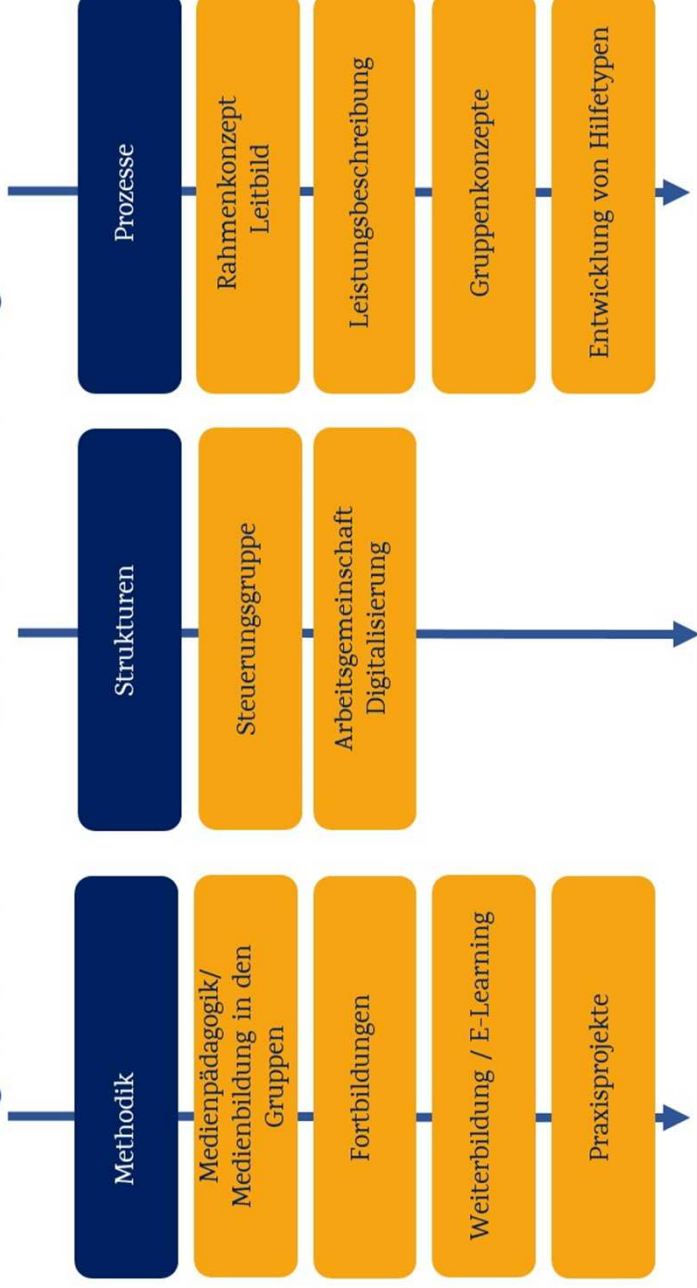 Methodik
Medienpädagogik/
Medienbildung in den
Gruppen
Fortbildungen
Weiterbildung / E-Learning
Praxisprojekte
Strukturen
Steuerungsgruppe
Arbeitsgemeinschaft
Digitalisierung
Prozesse
Rahmenkonzept
Leitbild
Leistungsbeschreibung
Gruppenkonzepte
Entwicklung von Hilfetypen